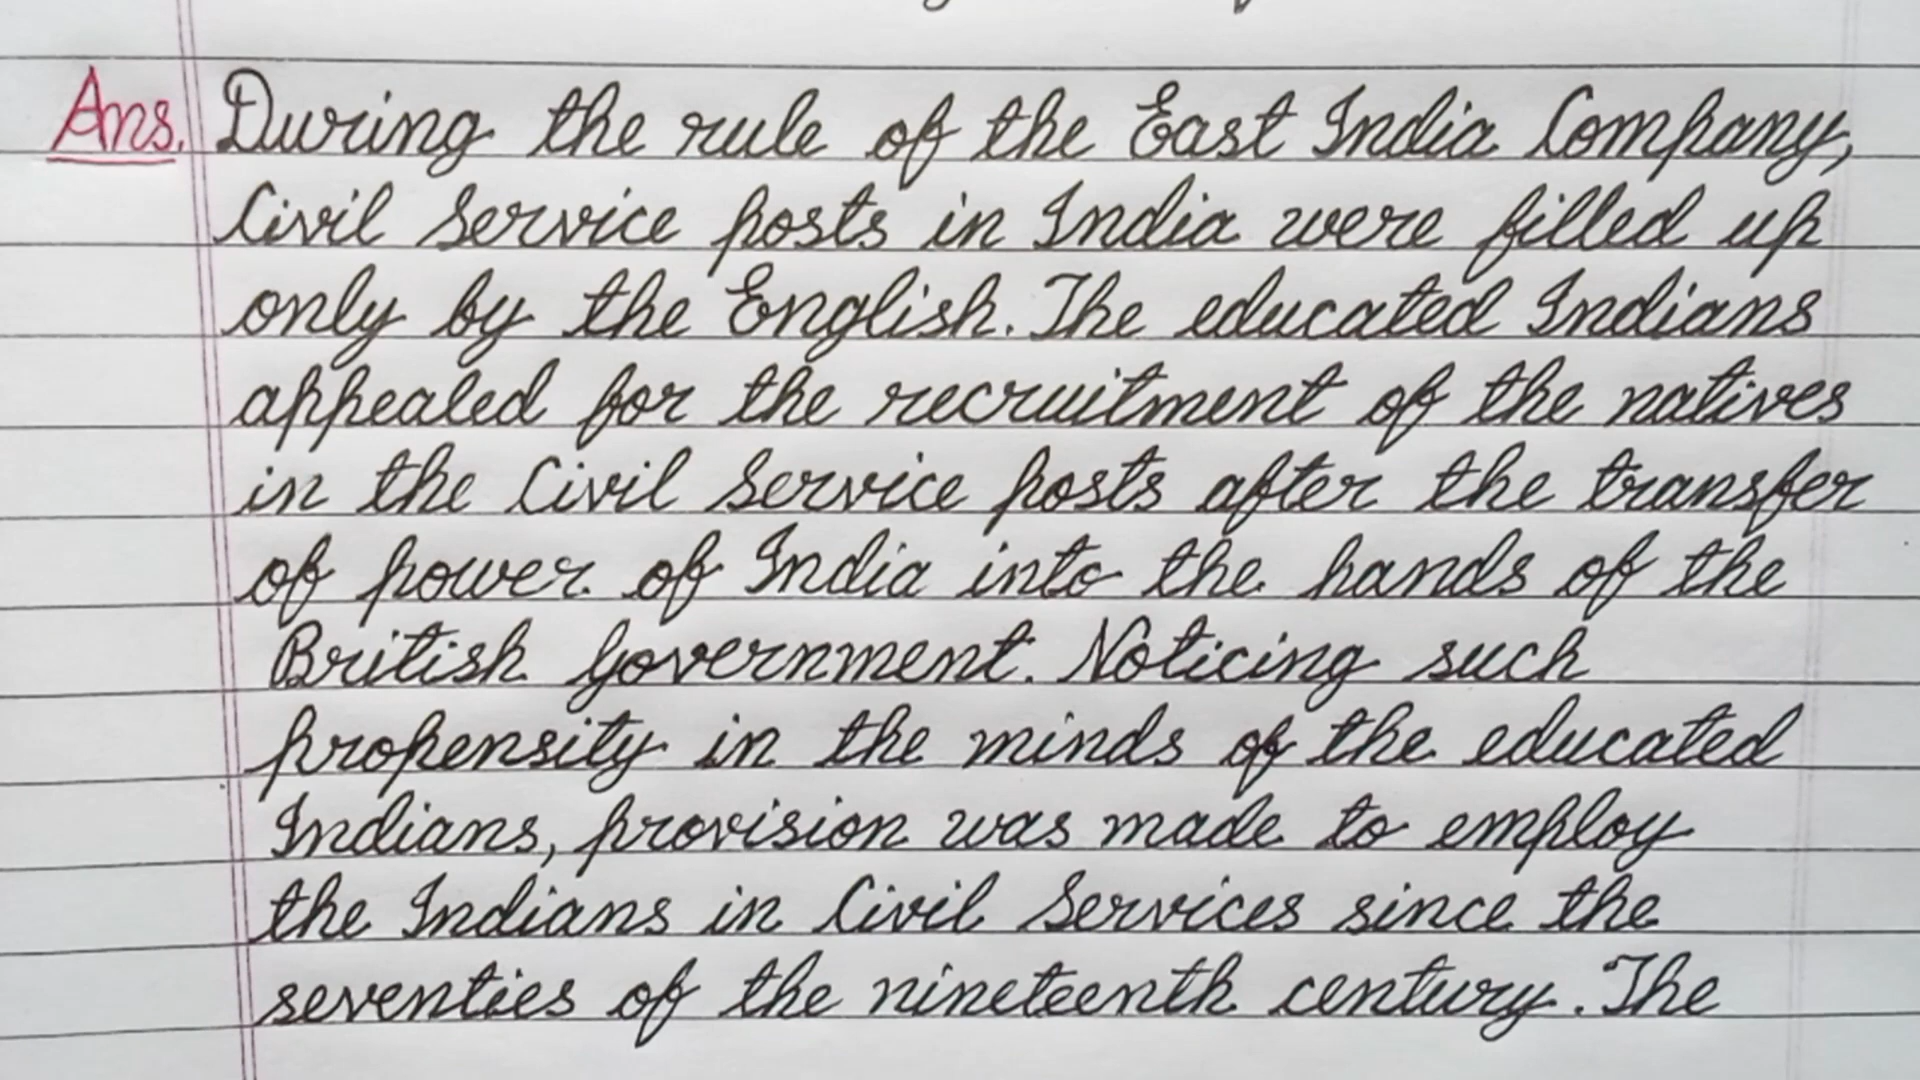 Ans. During the rule of the East India Company,
Civil Service posts in India were filled up
only by the English. The educated Indians
appealed for the recruitment of the natives
in the Civil Service posts after the transfer
of power of India into the hands of the
British Government. Noticing such
propensity in the minds of the educated
Indians, provision was made to employ
the Indians in Civil Services since the
seventies of the nineteenth century. The